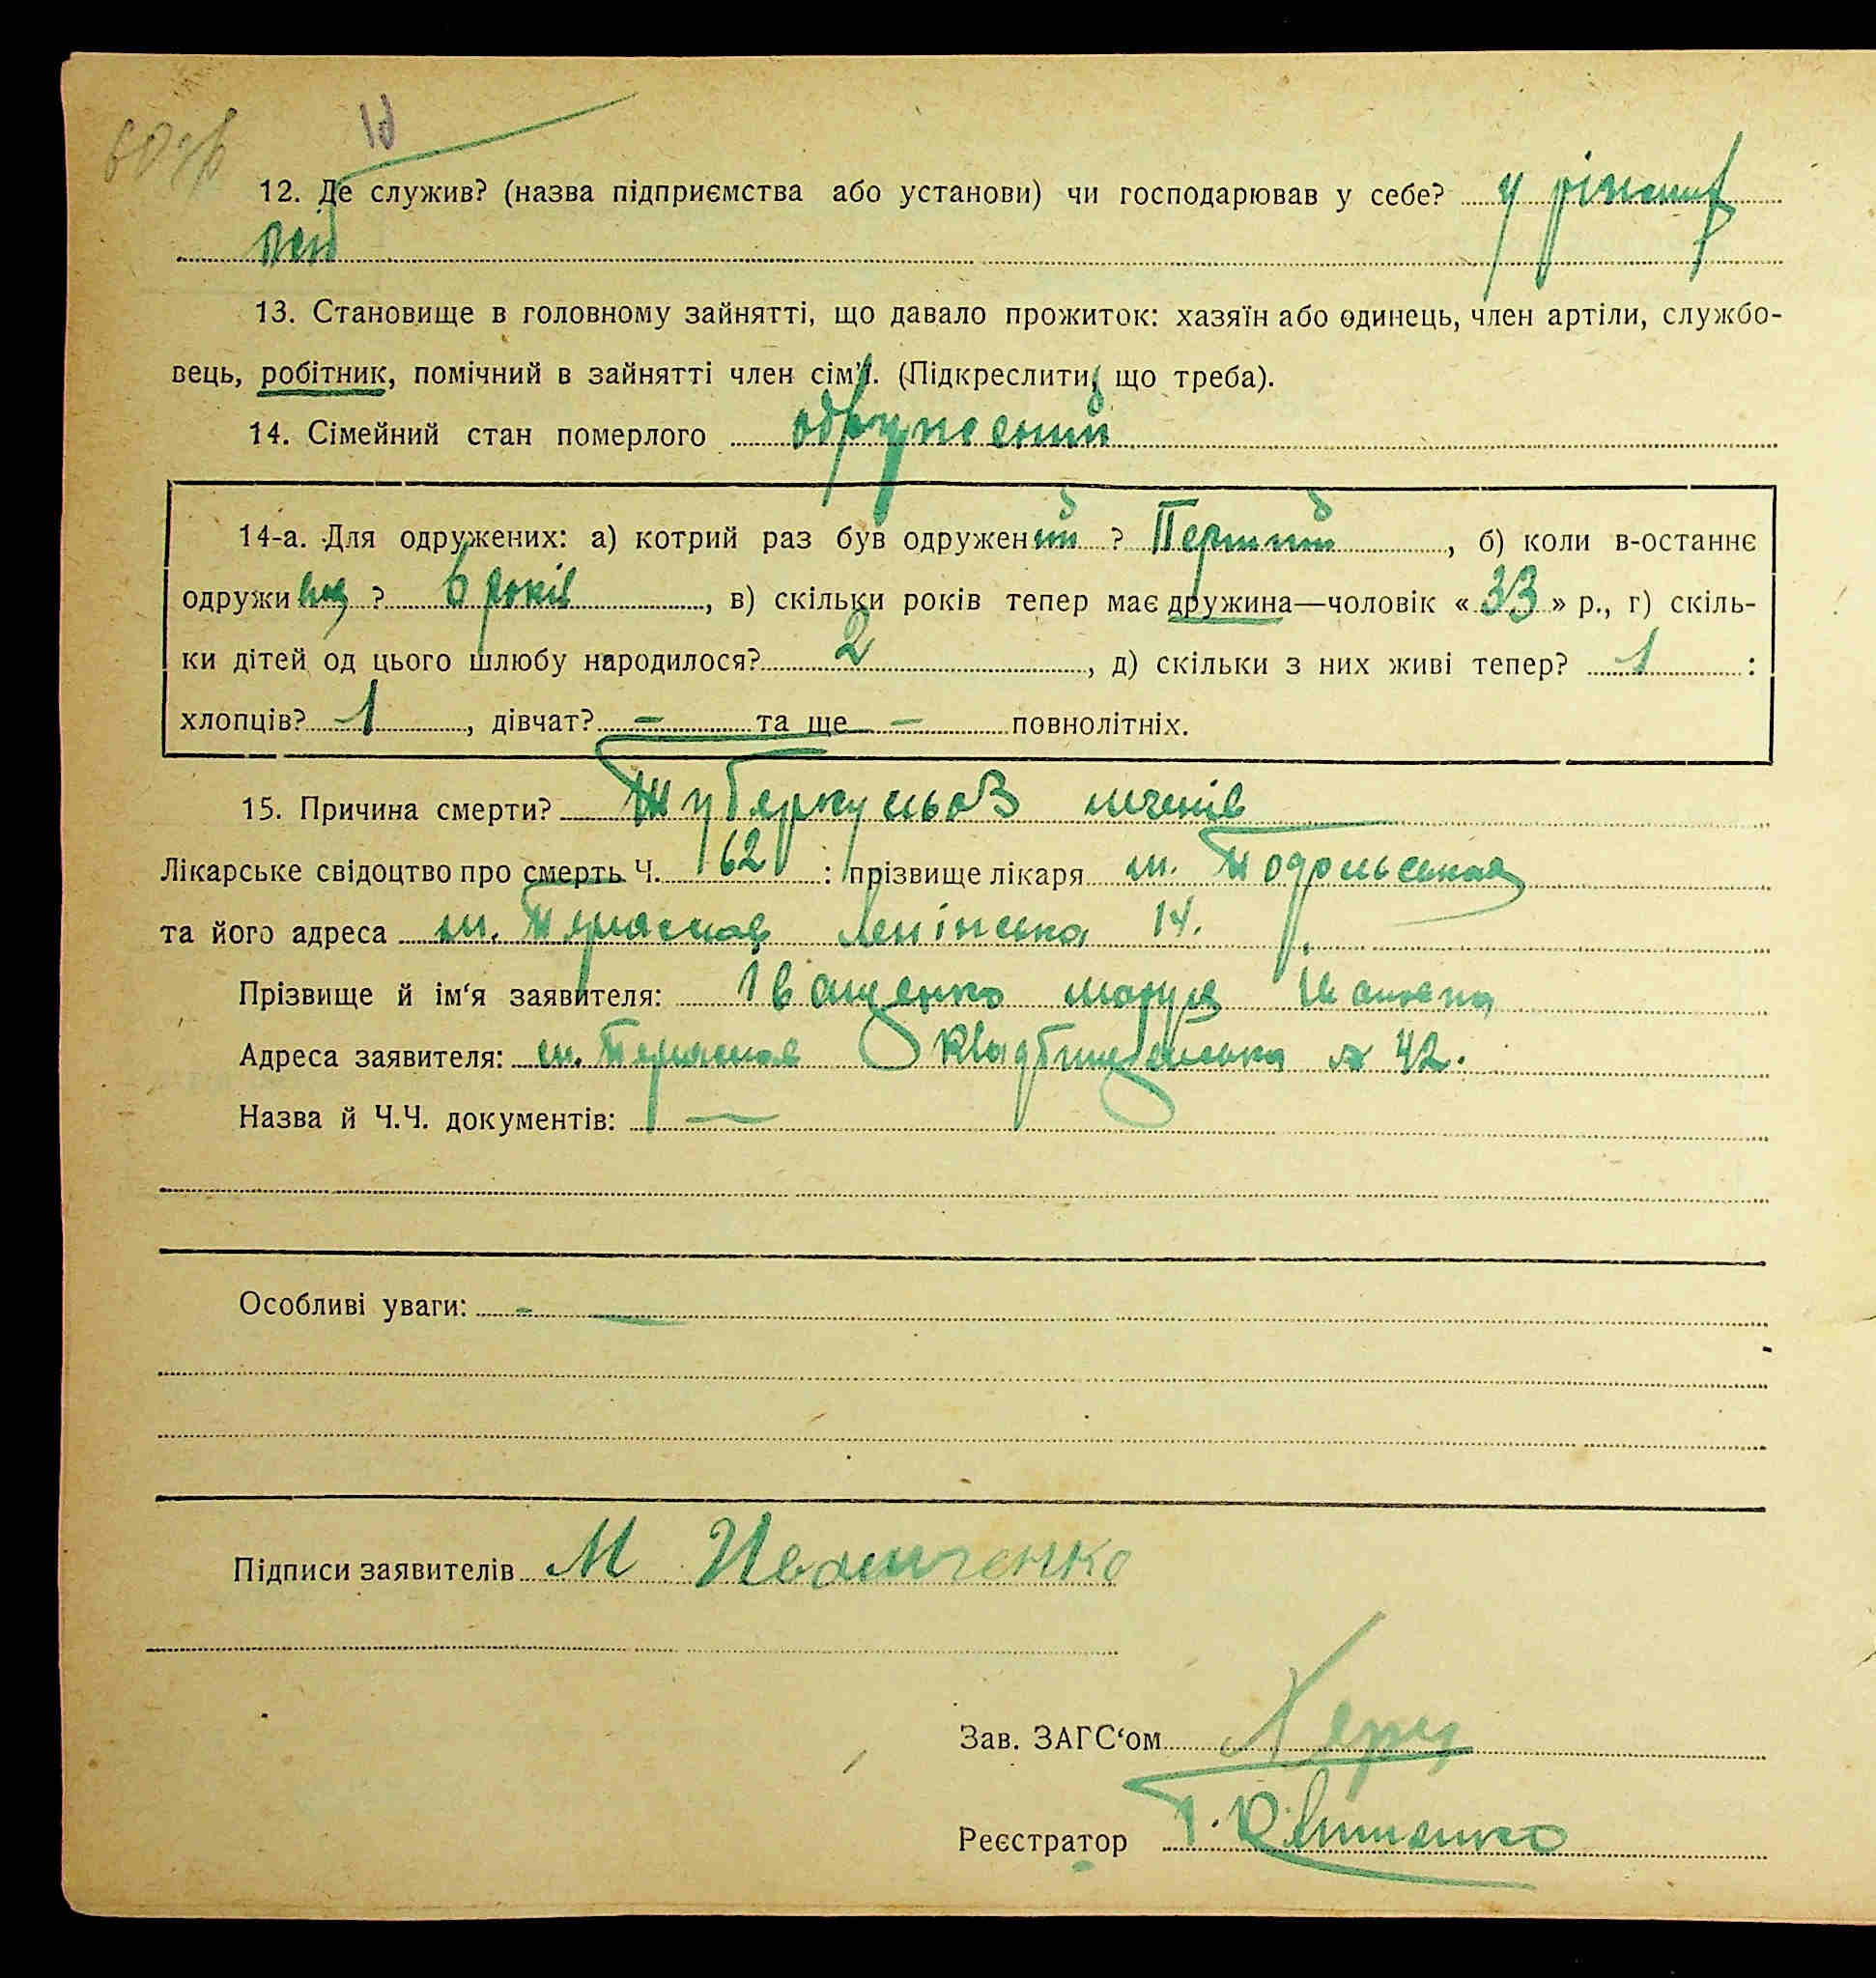 12. Де служив? (назва підприємства або установи) чи господарював у себе? у різних
13. Становище в головному зайнятті, що давало прожиток: хазяїн або одинець, член артіли, службо-
вець, робітник, помічний в зайнятті член сім'ї. (Підкреслити, що треба).
14. Сімейний стан померлого одружений
14-а. Для одружених: а) котрий раз був одружений ? Перший, б) коли в-останнє
одружився ? 6 років, в) скільки років тепер має дружина—чоловік «33» р., г) скіль-
ки дітей од цього шлюбу народилося? 2, д) скільки з них живі тепер? 1 :
хлопців? 1, дівчат? — та ще — повнолітніх.
15. Причина смерти? Туберкульоз легенів
Лікарське свідоцтво про смерть Ч. 162 : прізвище лікаря м. Подольська
та його адреса м. Переяслав Ленінська 14.
Прізвище й ім'я заявителя: Іващенко Марія Івановна
Адреса заявителя: м. Переяслав № 42.
Назва й Ч.Ч. документів: —
Особливі уваги: - —
Підписи заявителів М Иващенко
Зав. ЗАГС'ом
Реєстратор